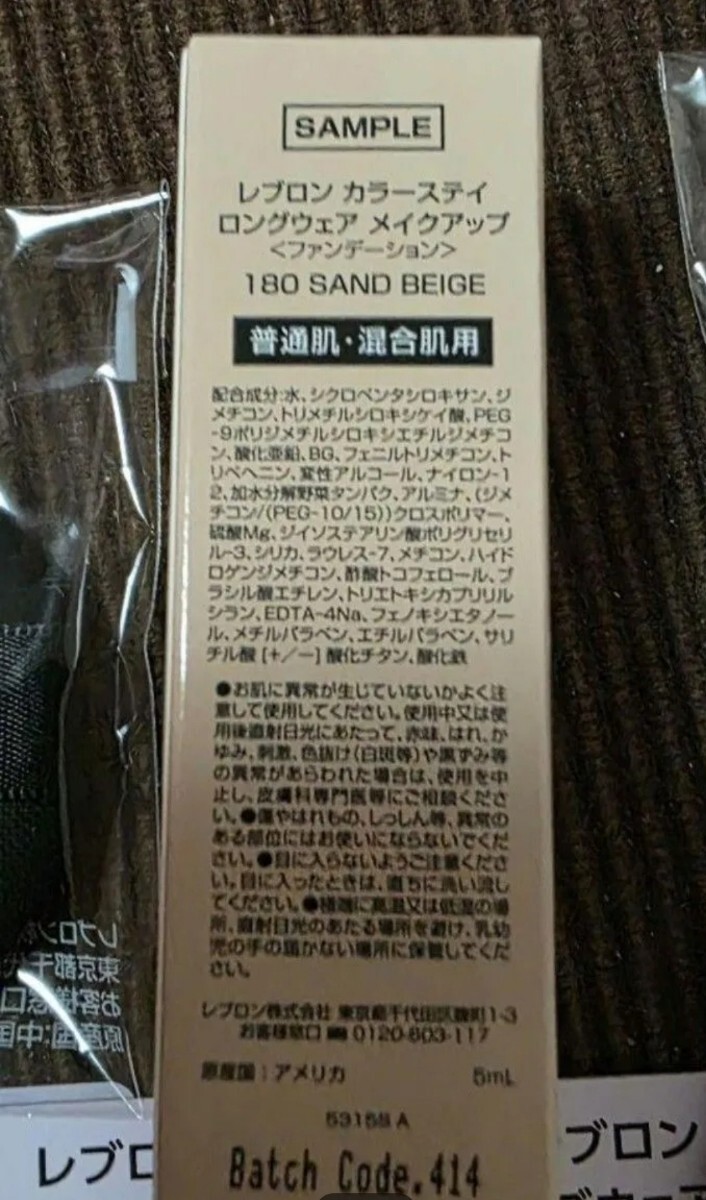 SAMPLE
レブロン カラーステイ
ロングウェア メイクアップ
<ファンデーション>
180 SAND BEIGE
普通肌・混合肌用
配合成分:水、シクロペンタシロキサン、ジ
メチコン、トリメチルシロキシケイ酸、PEG
-9ポリジメチルシロキシエチルジメチコ
ン、酸化亜鉛、BG、フェニルトリメチコン、ト
リベヘニン、変性アルコール、ナイロン-1
2、加水分解野菜タンパク、アルミナ、(ジメ
チコン/(PEG-10/15))クロスポリマー、
硫酸Mg、ジイソステアリン酸ポリグリセリ
ル-3、シリカ、ラウレス-7、メチコン、ハイド
ロゲンジメチコン、酢酸トコフェロール、ブ
ラシル酸エチレン、トリエトキシカプリリル
シラン、EDTA-4Na、フェノキシエタノー
ル、メチルパラベン、エチルパラベン、サリ
チル酸 [+/-] 酸化チタン、酸化鉄
●お肌に異常が生じていないかよく注
意して使用してください。使用中又は使
用後直射日光にあたって、赤味、はれ、か
ゆみ、刺激、色抜け(白斑等)や黒ずみ等
の異常があらわれた場合は、使用を中
止し、皮膚科専門医等にご相談くださ
い。●傷やはれもの、しっしん等、異常の
ある部位にはお使いにならないでくだ
さい。●目に入らないようご注意くださ
い。目に入ったときは、直ちに洗い流し
てください。●極端に高温又は低温の場
所、直射日光のあたる場所を避け、乳幼
児の手の届かない場所に保管してくだ
さい。
レブロン株式会社 東京都千代田区麹町1-3
お客様窓口 0120-803-117
原産国:アメリカ 5mL
53158 A
Batch Code.414
レブロ
ブロン
レブロン
東京都千代
お客様窓口
原産国:中国